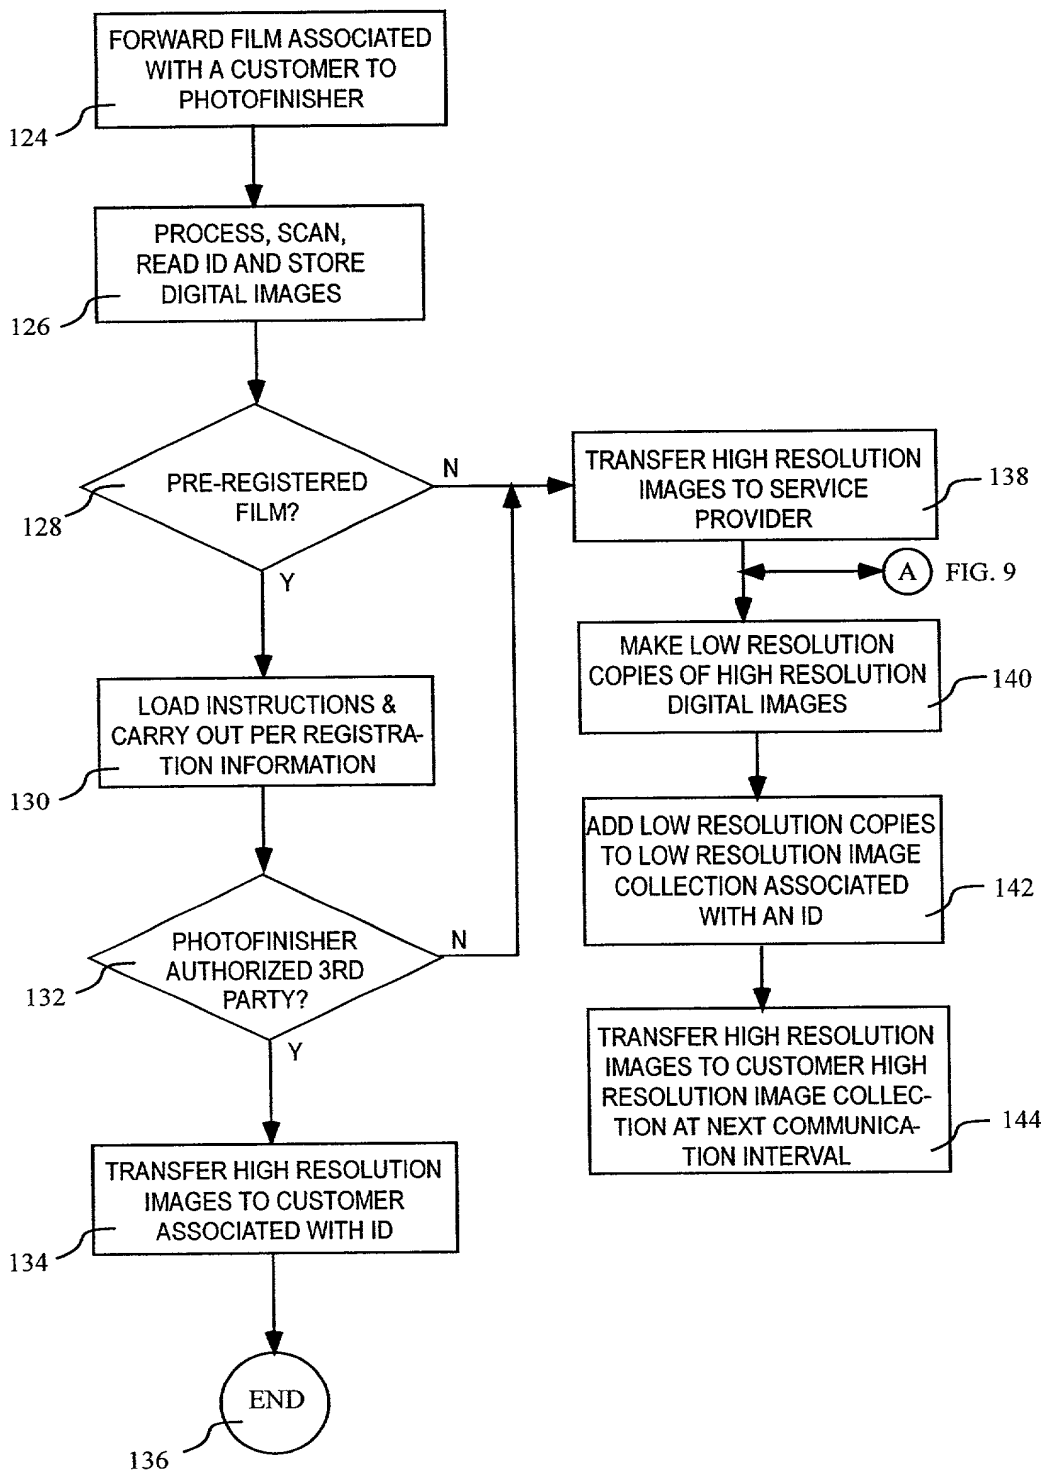 FORWARD FILM ASSOCIATED
WITH A CUSTOMER TO
PHOTOFINISHER
124
PROCESS, SCAN,
READ ID AND STORE
DIGITAL IMAGES
126
PRE-REGISTERED
FILM?
128
N
Y
LOAD INSTRUCTIONS &
CARRY OUT PER REGISTRA-
TION INFORMATION
130
PHOTOFINISHER
AUTHORIZED 3RD
PARTY?
132
N
Y
TRANSFER HIGH RESOLUTION
IMAGES TO CUSTOMER
ASSOCIATED WITH ID
134
END
136
TRANSFER HIGH RESOLUTION
IMAGES TO SERVICE
PROVIDER
138
A FIG. 9
MAKE LOW RESOLUTION
COPIES OF HIGH RESOLUTION
DIGITAL IMAGES
140
ADD LOW RESOLUTION COPIES
TO LOW RESOLUTION IMAGE
COLLECTION ASSOCIATED
WITH AN ID
142
TRANSFER HIGH RESOLUTION
IMAGES TO CUSTOMER HIGH
RESOLUTION IMAGE COLLEC-
TION AT NEXT COMMUNICA-
TION INTERVAL
144